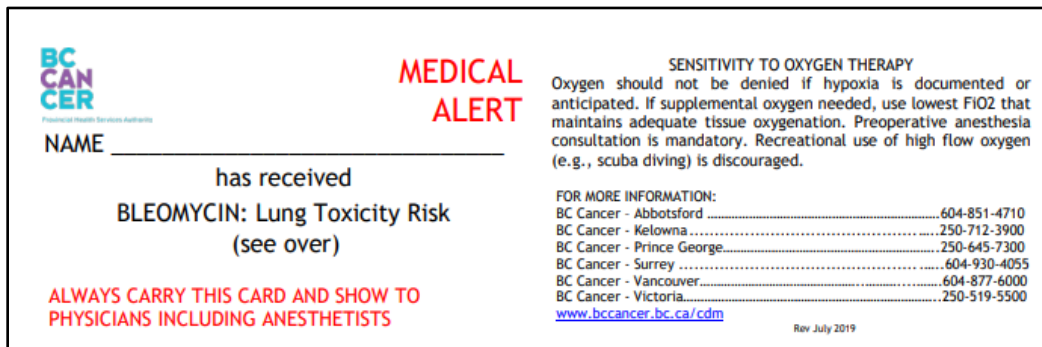 BC
CAN
CER
Provincial Health Services Authority
MEDICAL
ALERT
NAME ______________________________
has received
BLEOMYCIN: Lung Toxicity Risk
(see over)
ALWAYS CARRY THIS CARD AND SHOW TO
PHYSICIANS INCLUDING ANESTHETISTS
SENSITIVITY TO OXYGEN THERAPY
Oxygen should not be denied if hypoxia is documented or
anticipated. If supplemental oxygen needed, use lowest FiO2 that
maintains adequate tissue oxygenation. Preoperative anesthesia
consultation is mandatory. Recreational use of high flow oxygen
(e.g., scuba diving) is discouraged.
FOR MORE INFORMATION:
BC Cancer - Abbotsford ........................................................604-851-4710
BC Cancer - Kelowna ........................................................250-712-3900
BC Cancer - Prince George........................................................250-645-7300
BC Cancer - Surrey ........................................................604-930-4055
BC Cancer - Vancouver........................................................604-877-6000
BC Cancer - Victoria........................................................250-519-5500
www.bccancer.bc.ca/cdm
Rev July 2019